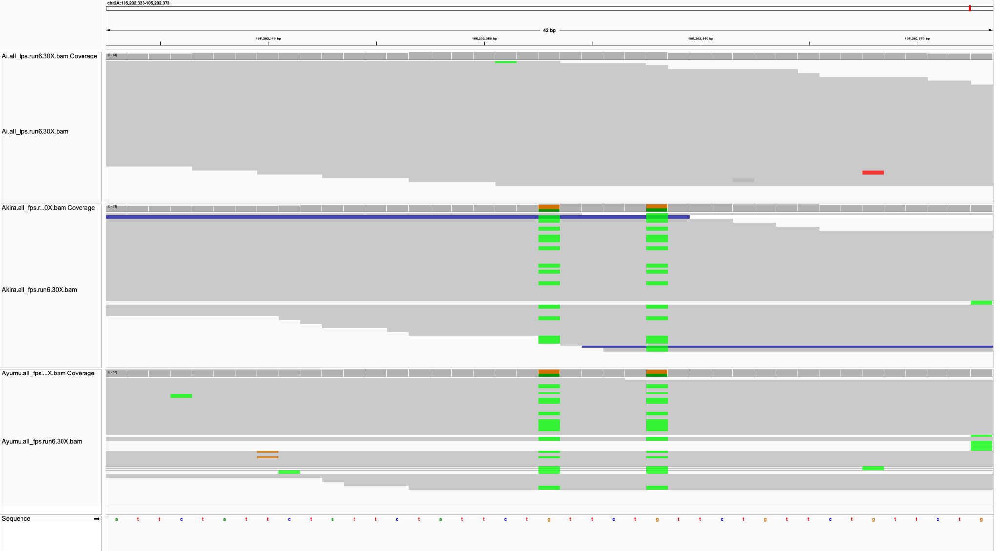 chr2A:105,202,333-105,202,373
42 bp
105,202,340 bp 105,202,350 bp 105,202,360 bp 105,202,370 bp
Ai.all_fps.run6.30X.bam Coverage
[0 - 64]
Ai.all_fps.run6.30X.bam
Akira.all_fps.r...0X.bam Coverage
[0 - 71]
Akira.all_fps.run6.30X.bam
Ayumu.all_fps....X.bam Coverage
[0 - 57]
Ayumu.all_fps.run6.30X.bam
Sequence a t t c t a t t c t a t t c t a t t c t g t t c t g t t c t g t t c t g t t c t g